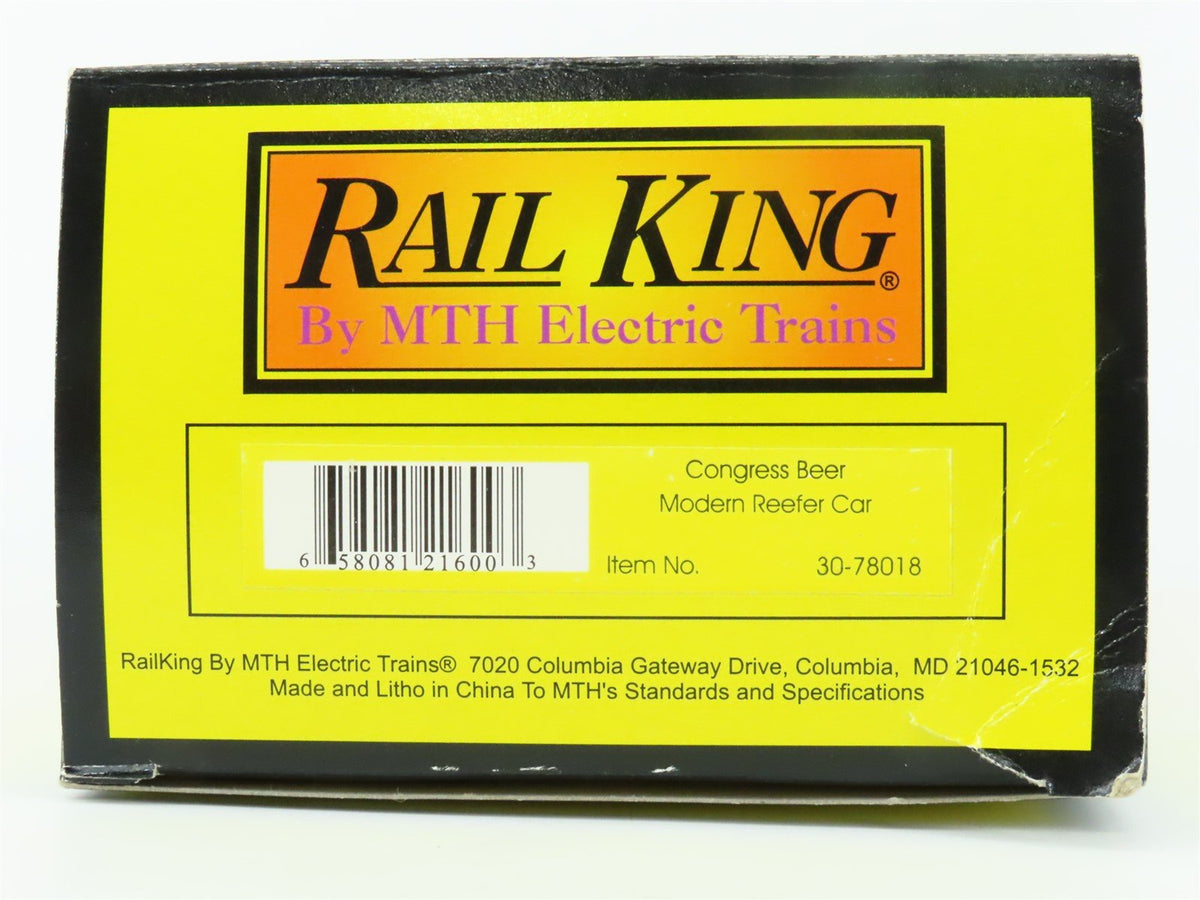 RAIL KING®
By MTH Electric Trains
Congress Beer
Modern Reefer Car
6 58081 21600 3
Item No. 30-78018
RailKing By MTH Electric Trains® 7020 Columbia Gateway Drive, Columbia, MD 21046-1532
Made and Litho in China To MTH's Standards and Specifications